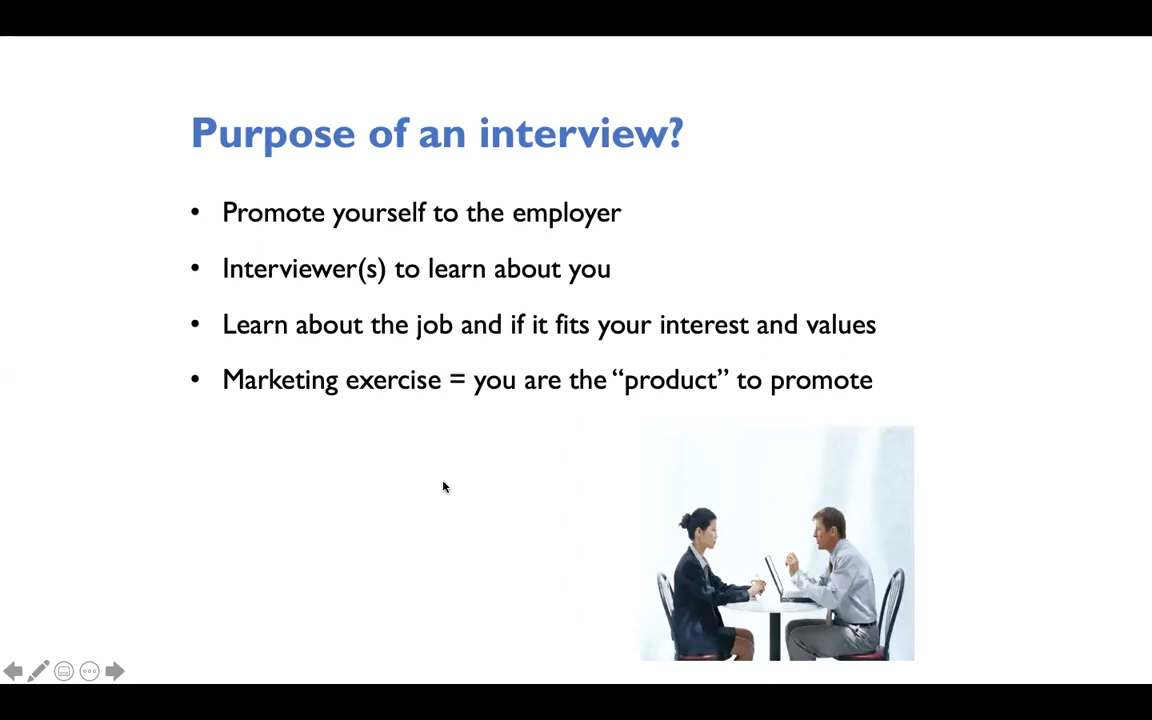 Purpose of an interview?
• Promote yourself to the employer
• Interviewer(s) to learn about you
• Learn about the job and if it fits your interest and values
• Marketing exercise = you are the “product” to promote